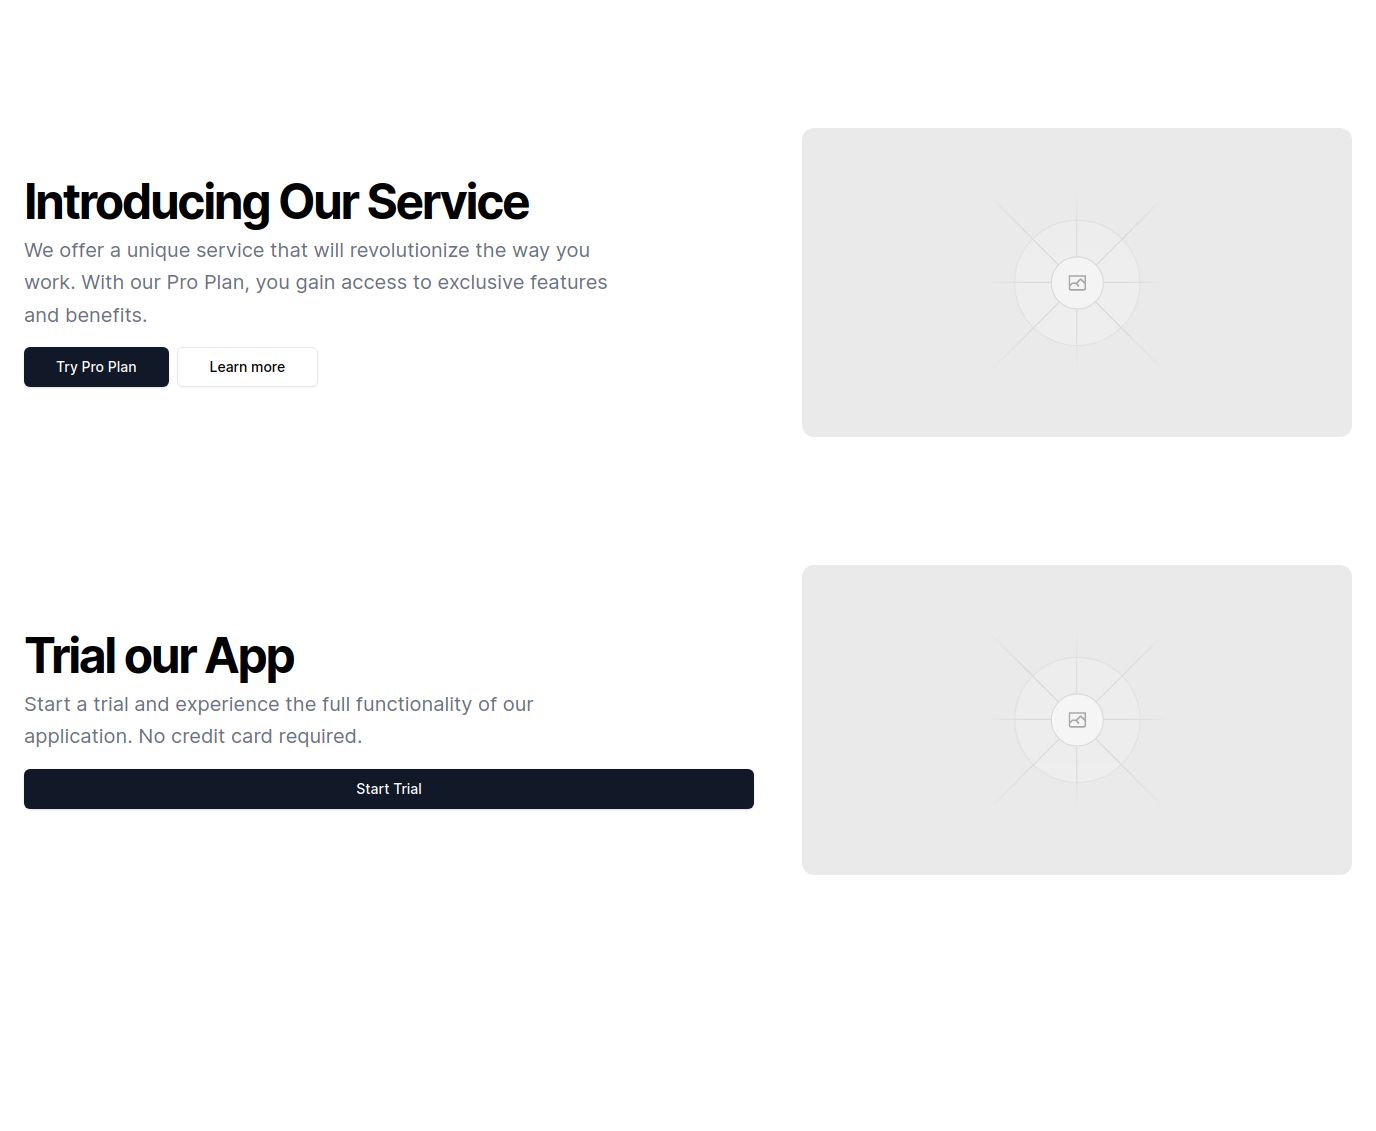 Introducing Our Service
We offer a unique service that will revolutionize the way you
work. With our Pro Plan, you gain access to exclusive features
and benefits.
Try Pro Plan
Learn more
Trial our App
Start a trial and experience the full functionality of our
application. No credit card required.
Start Trial